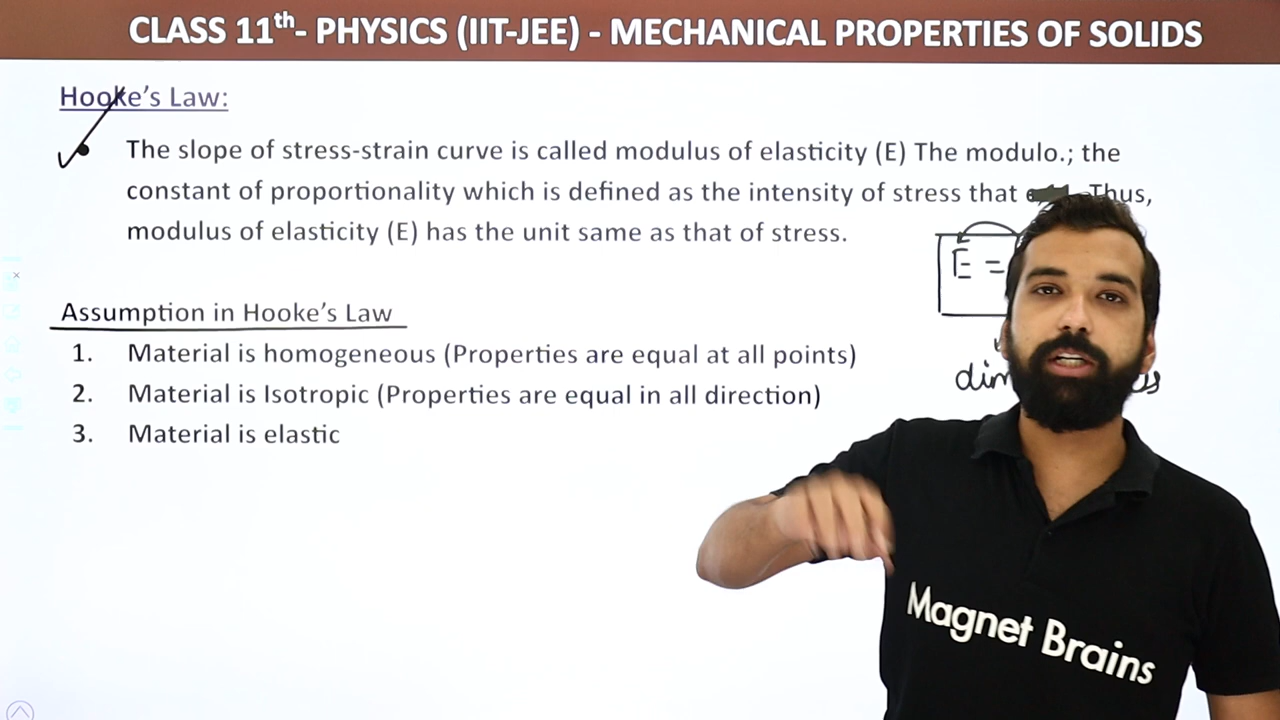 CLASS 11th- PHYSICS (IIT-JEE) - MECHANICAL PROPERTIES OF SOLIDS
Hooke's Law:
• The slope of stress-strain curve is called modulus of elasticity (E) The modulo.; the
constant of proportionality which is defined as the intensity of stress that Thus,
modulus of elasticity (E) has the unit same as that of stress.
E =
Assumption in Hooke's Law
1. Material is homogeneous (Properties are equal at all points)
2. Material is Isotropic (Properties are equal in all direction)
3. Material is elastic
Magnet Brains